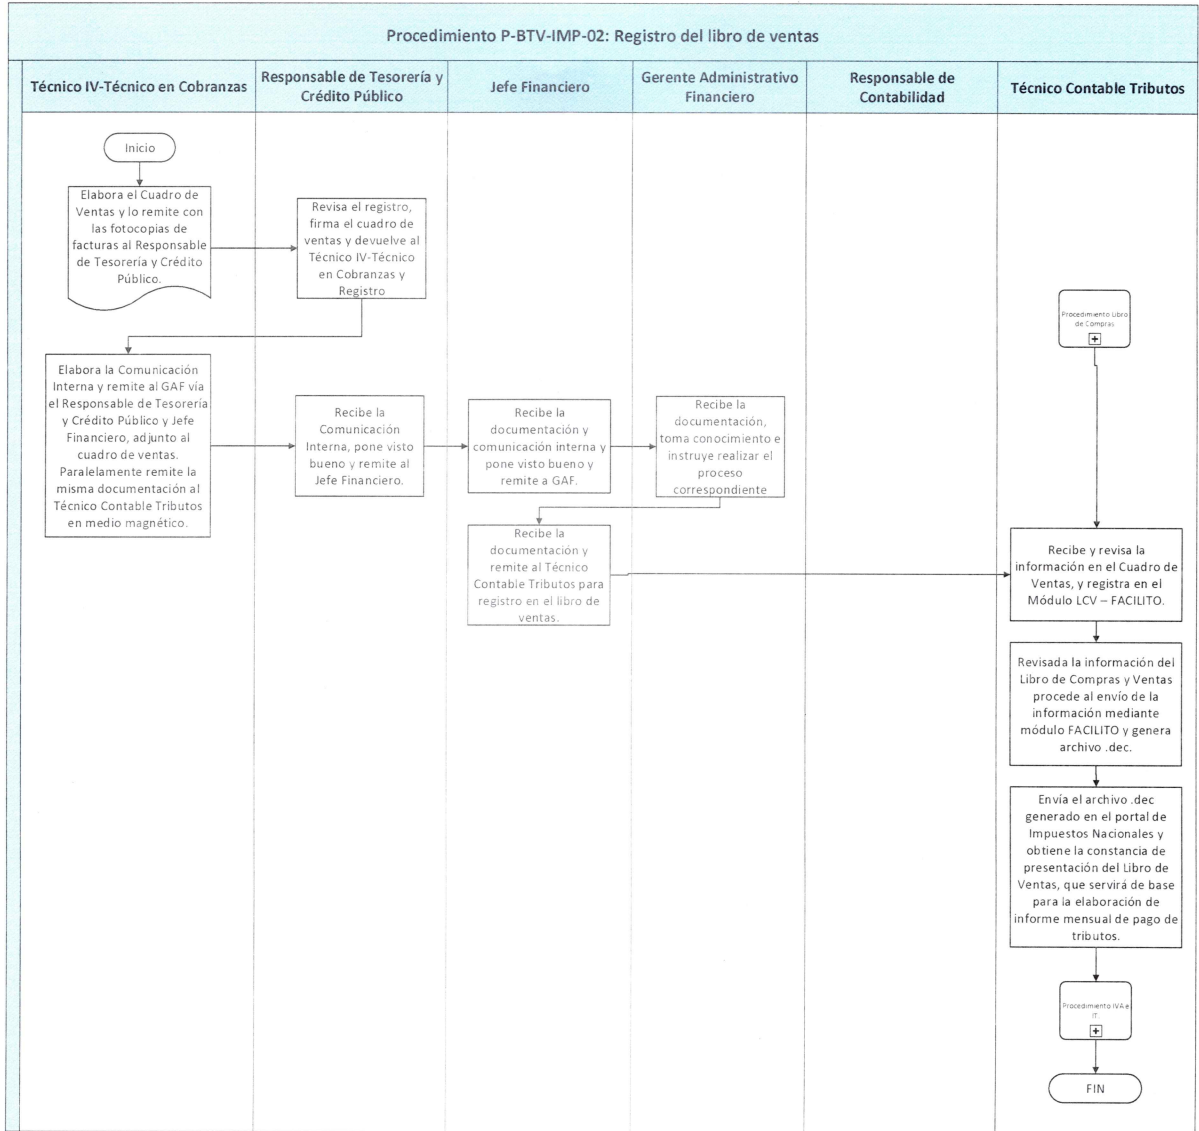 Procedimiento P-BTV-IMP-02: Registro del libro de ventas
Técnico IV-Técnico en Cobranzas
Responsable de Tesorería y
Crédito Público
Jefe Financiero
Gerente Administrativo
Financiero
Responsable de
Contabilidad
Técnico Contable Tributos
Inicio
Elabora el Cuadro de
Ventas y lo remite con
las fotocopias de
facturas al Responsable
de Tesorería y Crédito
Público.
Revisa el registro,
firma el cuadro de
ventas y devuelve al
Técnico IV-Técnico
en Cobranzas y
Registro
Procedimiento Libro
de Compras
Elabora la Comunicación
Interna y remite al GAF vía
el Responsable de Tesorería
y Crédito Público y Jefe
Financiero, adjunto al
cuadro de ventas.
Paralelamente remite la
misma documentación al
Técnico Contable Tributos
en medio magnético.
Recibe la
Comunicación
Interna, pone visto
bueno y remite al
Jefe Financiero.
Recibe la
documentación y
comunicación interna y
pone visto bueno y
remite a GAF.
Recibe la
documentación,
toma conocimiento e
instruye realizar el
proceso
correspondiente
Recibe la
documentación y
remite al Técnico
Contable Tributos para
registro en el libro de
ventas.
Recibe y revisa la
información en el Cuadro de
Ventas, y registra en el
Módulo LCV – FACILITO.
Revisada la información del
Libro de Compras y Ventas
procede al envío de la
información mediante
módulo FACILITO y genera
archivo .dec.
Envía el archivo .dec
generado en el portal de
Impuestos Nacionales y
obtiene la constancia de
presentación del Libro de
Ventas, que servirá de base
para la elaboración de
informe mensual de pago de
tributos.
Procedimiento IVA e
IT
FIN